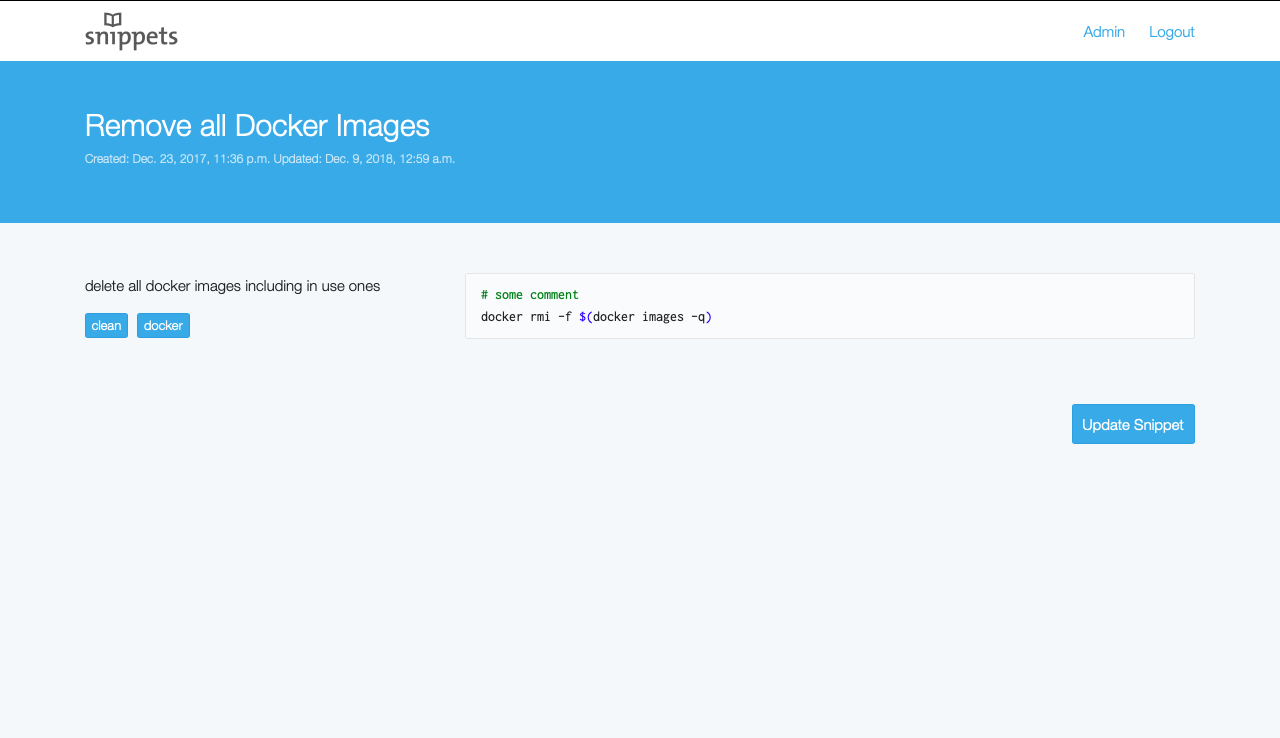 snippets
Admin Logout
Remove all Docker Images
Created: Dec. 23, 2017, 11:36 p.m. Updated: Dec. 9, 2018, 12:59 a.m.
delete all docker images including in use ones
clean docker
# some comment
docker rmi -f $(docker images -q)
Update Snippet